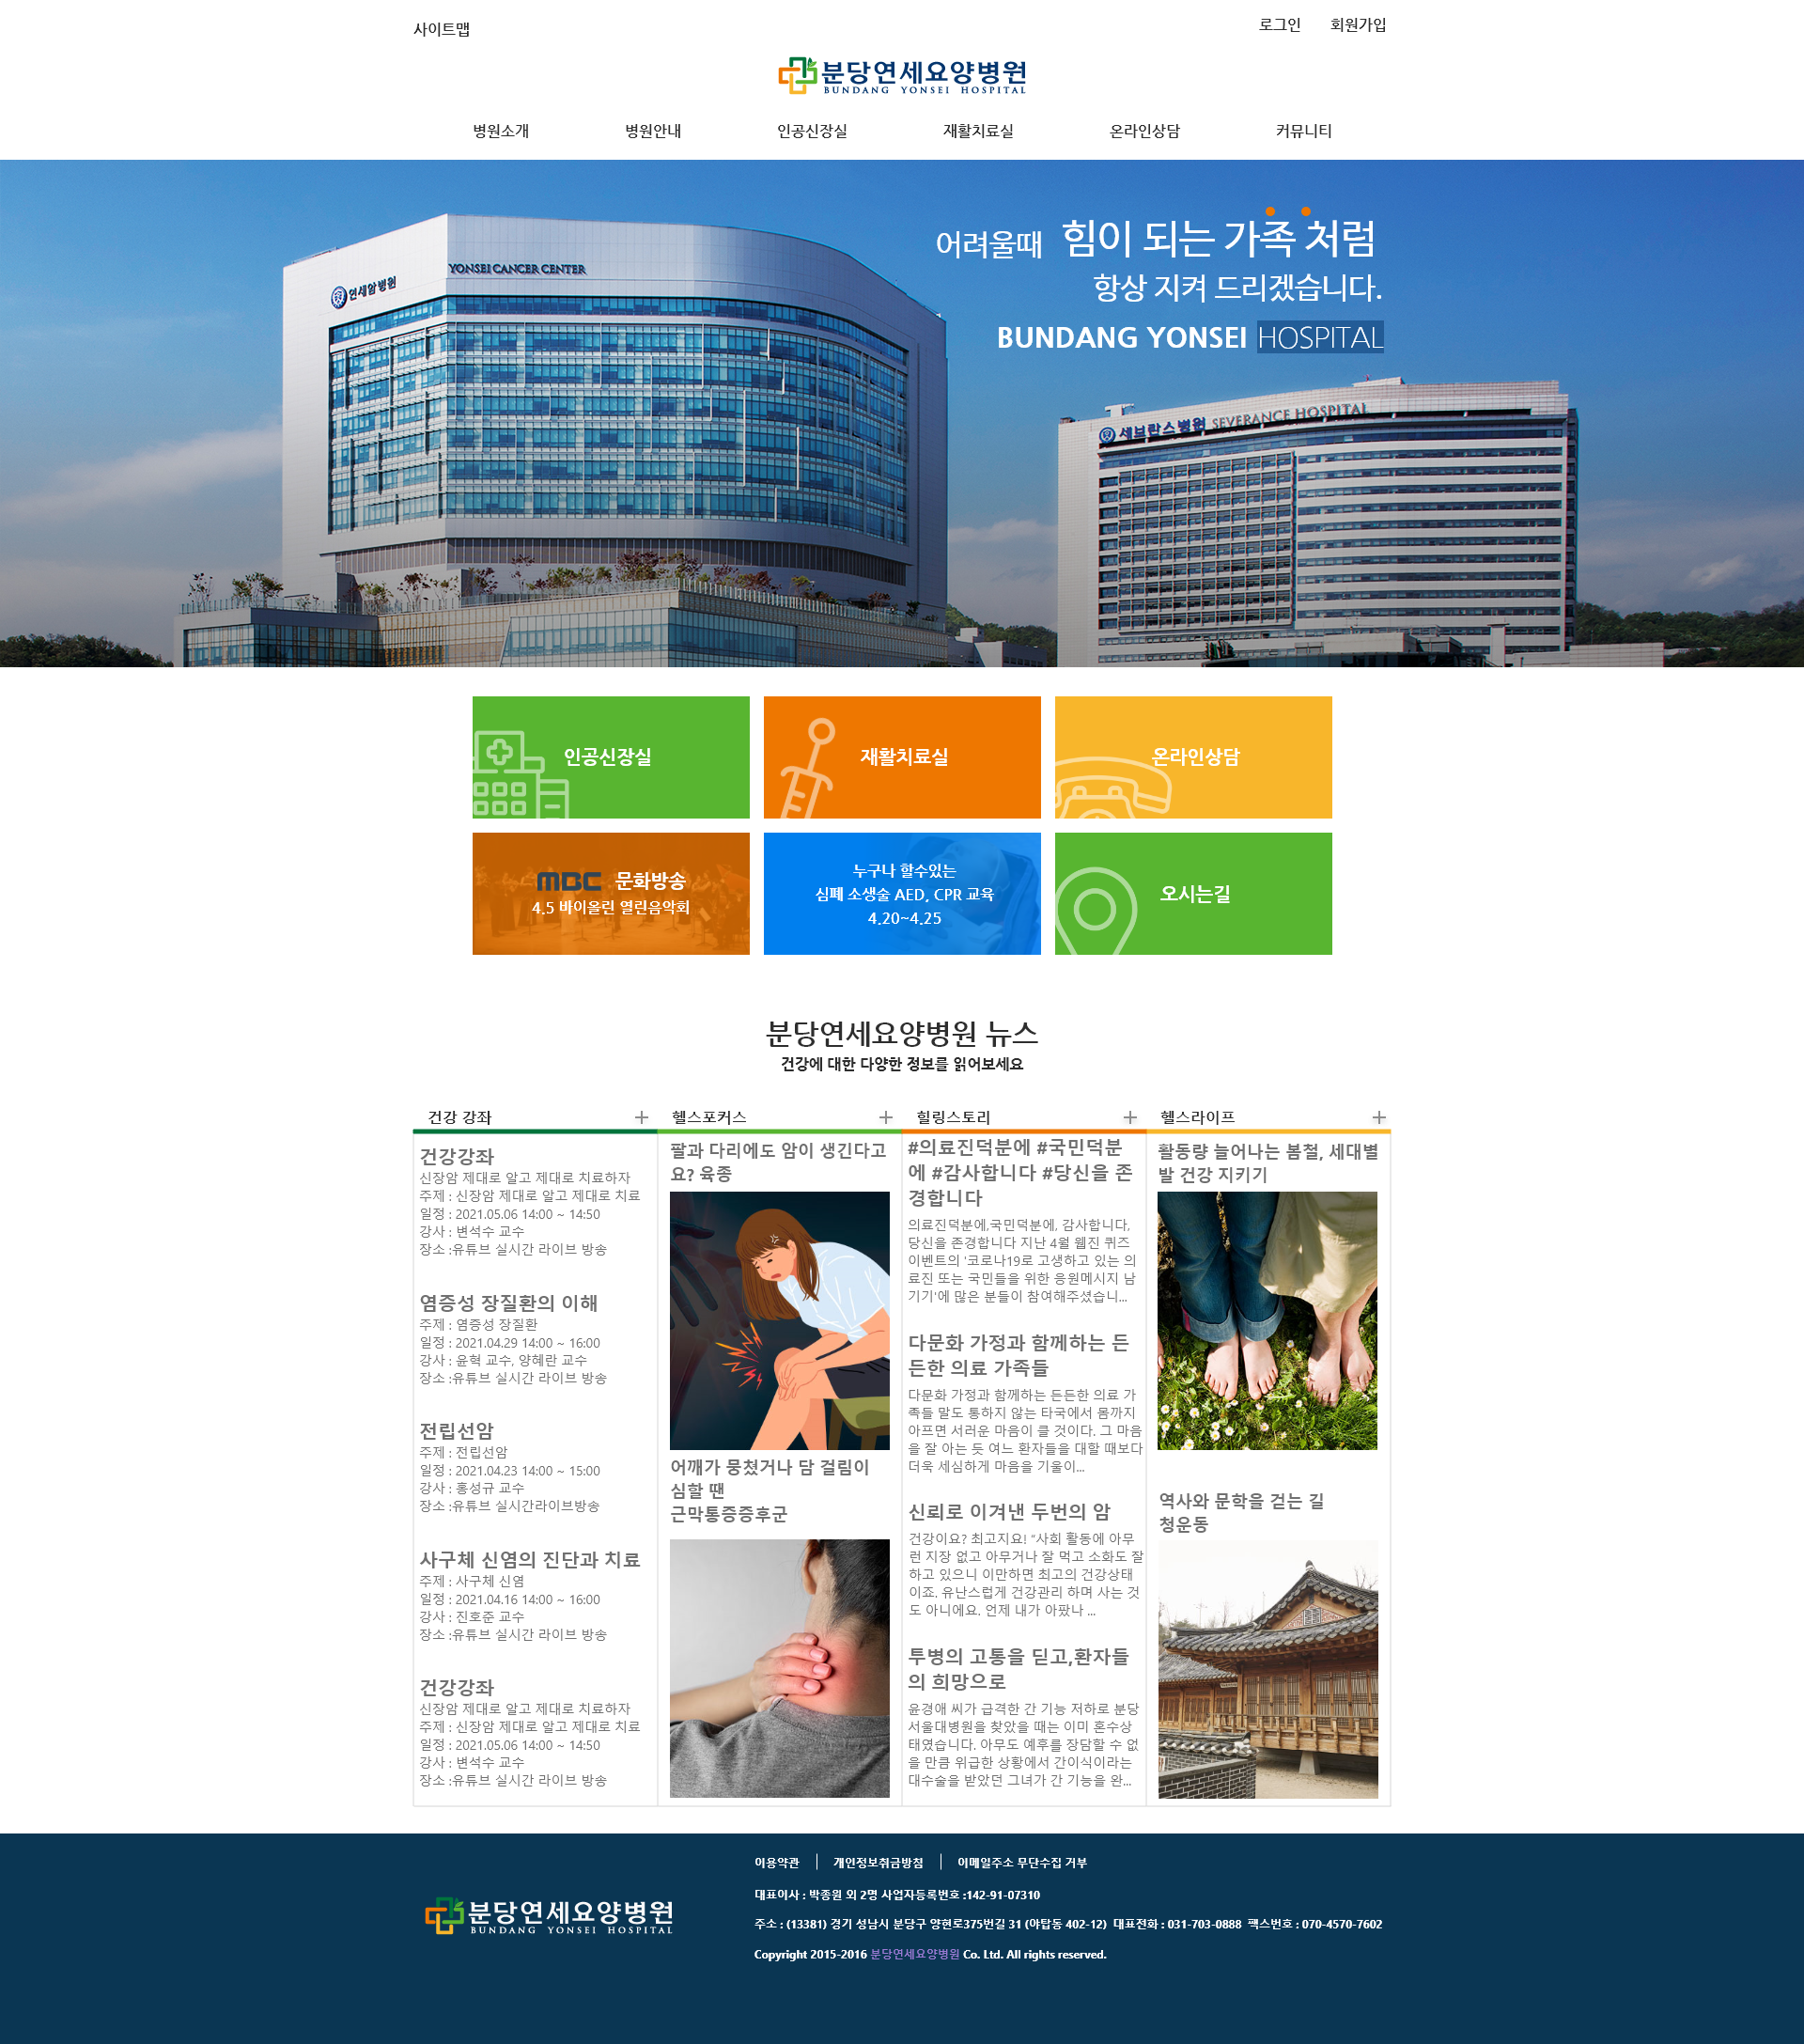 사이트맵
로그인 회원가입
분당연세요양병원
BUNDANG YONSEI HOSPITAL
병원소개 병원안내 인공신장실 재활치료실 온라인상담 커뮤니티
어려울때 힘이 되는 가족 처럼
항상 지켜 드리겠습니다.
BUNDANG YONSEI HOSPITAL
연세암병원
YONSEI CANCER CENTER
세브란스병원 SEVERANCE HOSPITAL
인공신장실
재활치료실
온라인상담
MBC 문화방송
4.5 바이올린 열린음악회
누구나 할수있는
심폐 소생술 AED, CPR 교육
4.20~4.25
오시는길
분당연세요양병원 뉴스
건강에 대한 다양한 정보를 읽어보세요
건강 강좌
건강강좌
신장암 제대로 알고 제대로 치료하자
주제 : 신장암 제대로 알고 제대로 치료
일정 : 2021.05.06 14:00 ~ 14:50
강사 : 변석수 교수
장소 :유튜브 실시간 라이브 방송
염증성 장질환의 이해
주제 : 염증성 장질환
일정 : 2021.04.29 14:00 ~ 16:00
강사 : 윤혁 교수, 양혜란 교수
장소 :유튜브 실시간 라이브 방송
전립선암
주제 : 전립선암
일정 : 2021.04.23 14:00 ~ 15:00
강사 : 홍성규 교수
장소 :유튜브 실시간라이브방송
사구체 신염의 진단과 치료
주제 : 사구체 신염
일정 : 2021.04.16 14:00 ~ 16:00
강사 : 진호준 교수
장소 :유튜브 실시간 라이브 방송
건강강좌
신장암 제대로 알고 제대로 치료하자
주제 : 신장암 제대로 알고 제대로 치료
일정 : 2021.05.06 14:00 ~ 14:50
강사 : 변석수 교수
장소 :유튜브 실시간 라이브 방송
헬스포커스
팔과 다리에도 암이 생긴다고
요? 육종
어깨가 뭉쳤거나 담 걸림이
심할 땐
근막통증증후군
힐링스토리
#의료진덕분에 #국민덕분
에 #감사합니다 #당신을 존
경합니다
의료진덕분에,국민덕분에, 감사합니다,
당신을 존경합니다 지난 4월 웹진 퀴즈
이벤트의 '코로나19로 고생하고 있는 의
료진 또는 국민들을 위한 응원메시지 남
기기'에 많은 분들이 참여해주셨습니...
다문화 가정과 함께하는 든
든한 의료 가족들
다문화 가정과 함께하는 든든한 의료 가
족들 말도 통하지 않는 타국에서 몸까지
아프면 서러운 마음이 클 것이다. 그 마음
을 잘 아는 듯 여느 환자들을 대할 때보다
더욱 세심하게 마음을 기울이...
신뢰로 이겨낸 두번의 암
건강이요? 최고지요! “사회 활동에 아무
런 지장 없고 아무거나 잘 먹고 소화도 잘
하고 있으니 이만하면 최고의 건강상태
이죠. 유난스럽게 건강관리 하며 사는 것
도 아니에요. 언제 내가 아팠나 ...
투병의 고통을 딛고,환자들
의 희망으로
윤경애 씨가 급격한 간 기능 저하로 분당
서울대병원을 찾았을 때는 이미 혼수상
태였습니다. 아무도 예후를 장담할 수 없
을 만큼 위급한 상황에서 간이식이라는
대수술을 받았던 그녀가 간 기능을 완...
헬스라이프
활동량 늘어나는 봄철, 세대별
발 건강 지키기
역사와 문학을 걷는 길
청운동
분당연세요양병원
BUNDANG YONSEI HOSPITAL
이용약관 개인정보취급방침 이메일주소 무단수집 거부
대표이사 : 박종원 외 2명 사업자등록번호 :142-91-07310
주소 : (13381) 경기 성남시 분당구 양현로375번길 31 (야탑동 402-12) 대표전화 : 031-703-0888 팩스번호 : 070-4570-7602
Copyright 2015-2016 분당연세요양병원 Co. Ltd. All rights reserved.